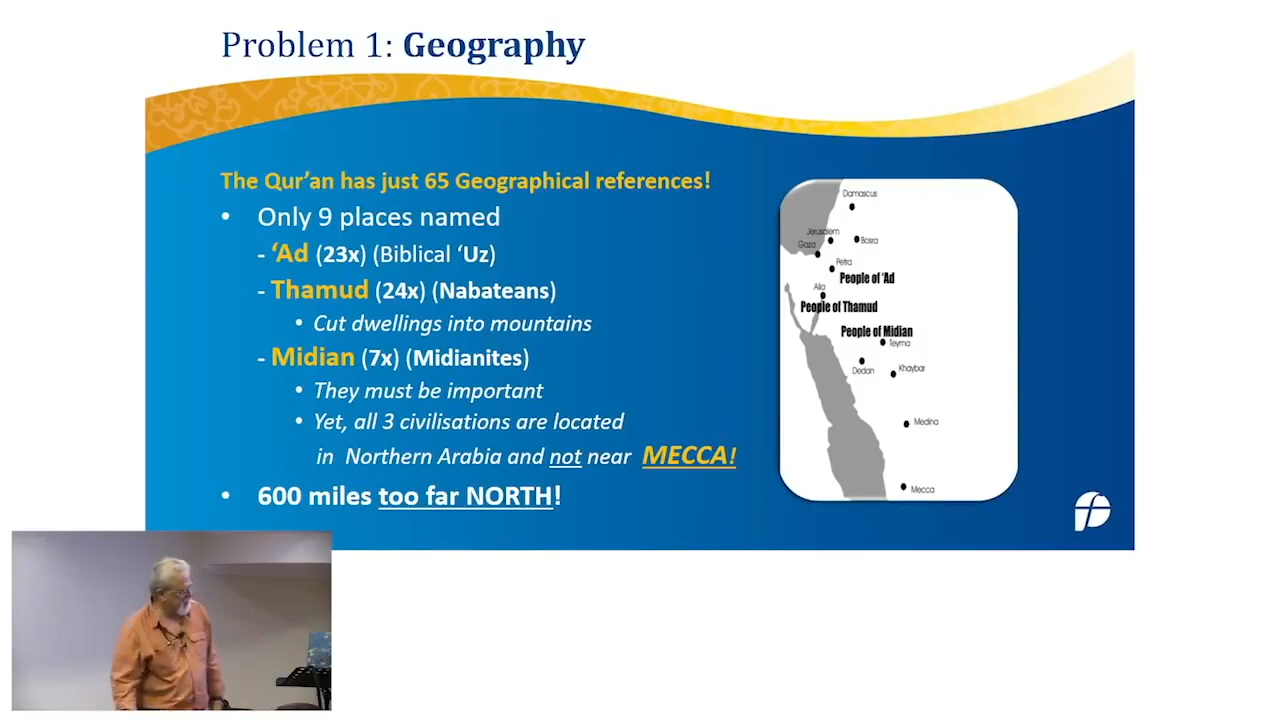 Problem 1: Geography
The Qur'an has just 65 Geographical references!
• Only 9 places named
- 'Ad (23x) (Biblical 'Uz)
- Thamud (24x) (Nabateans)
• Cut dwellings into mountains
- Midian (7x) (Midianites)
• They must be important
• Yet, all 3 civilisations are located
in Northern Arabia and not near MECCA!
• 600 miles too far NORTH!
Damascus
Jerusalem
Bosra
Gaza
Petra
People of 'Ad
Aila
People of Thamud
People of Midian
Teyma
Dedan
Khaybar
Medina
Mecca